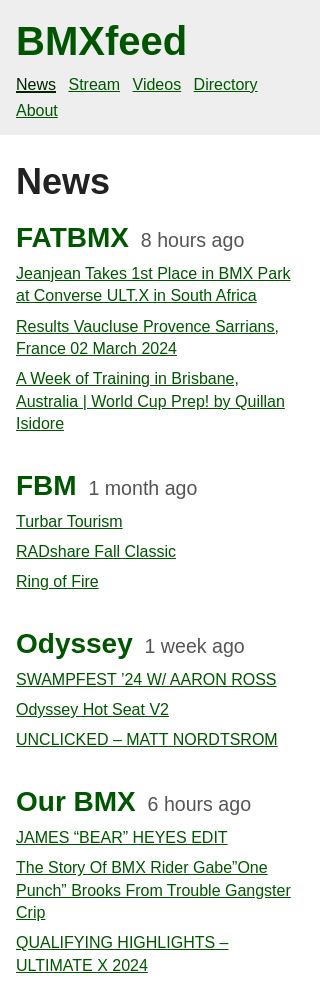 BMXfeed
News Stream Videos Directory
About
News
FATBMX 8 hours ago
Jeanjean Takes 1st Place in BMX Park
at Converse ULT.X in South Africa
Results Vaucluse Provence Sarrians,
France 02 March 2024
A Week of Training in Brisbane,
Australia | World Cup Prep! by Quillan
Isidore
FBM 1 month ago
Turbar Tourism
RADshare Fall Classic
Ring of Fire
Odyssey 1 week ago
SWAMPFEST ’24 W/ AARON ROSS
Odyssey Hot Seat V2
UNCLICKED – MATT NORDTSROM
Our BMX 6 hours ago
JAMES “BEAR” HEYES EDIT
The Story Of BMX Rider Gabe”One
Punch” Brooks From Trouble Gangster
Crip
QUALIFYING HIGHLIGHTS –
ULTIMATE X 2024